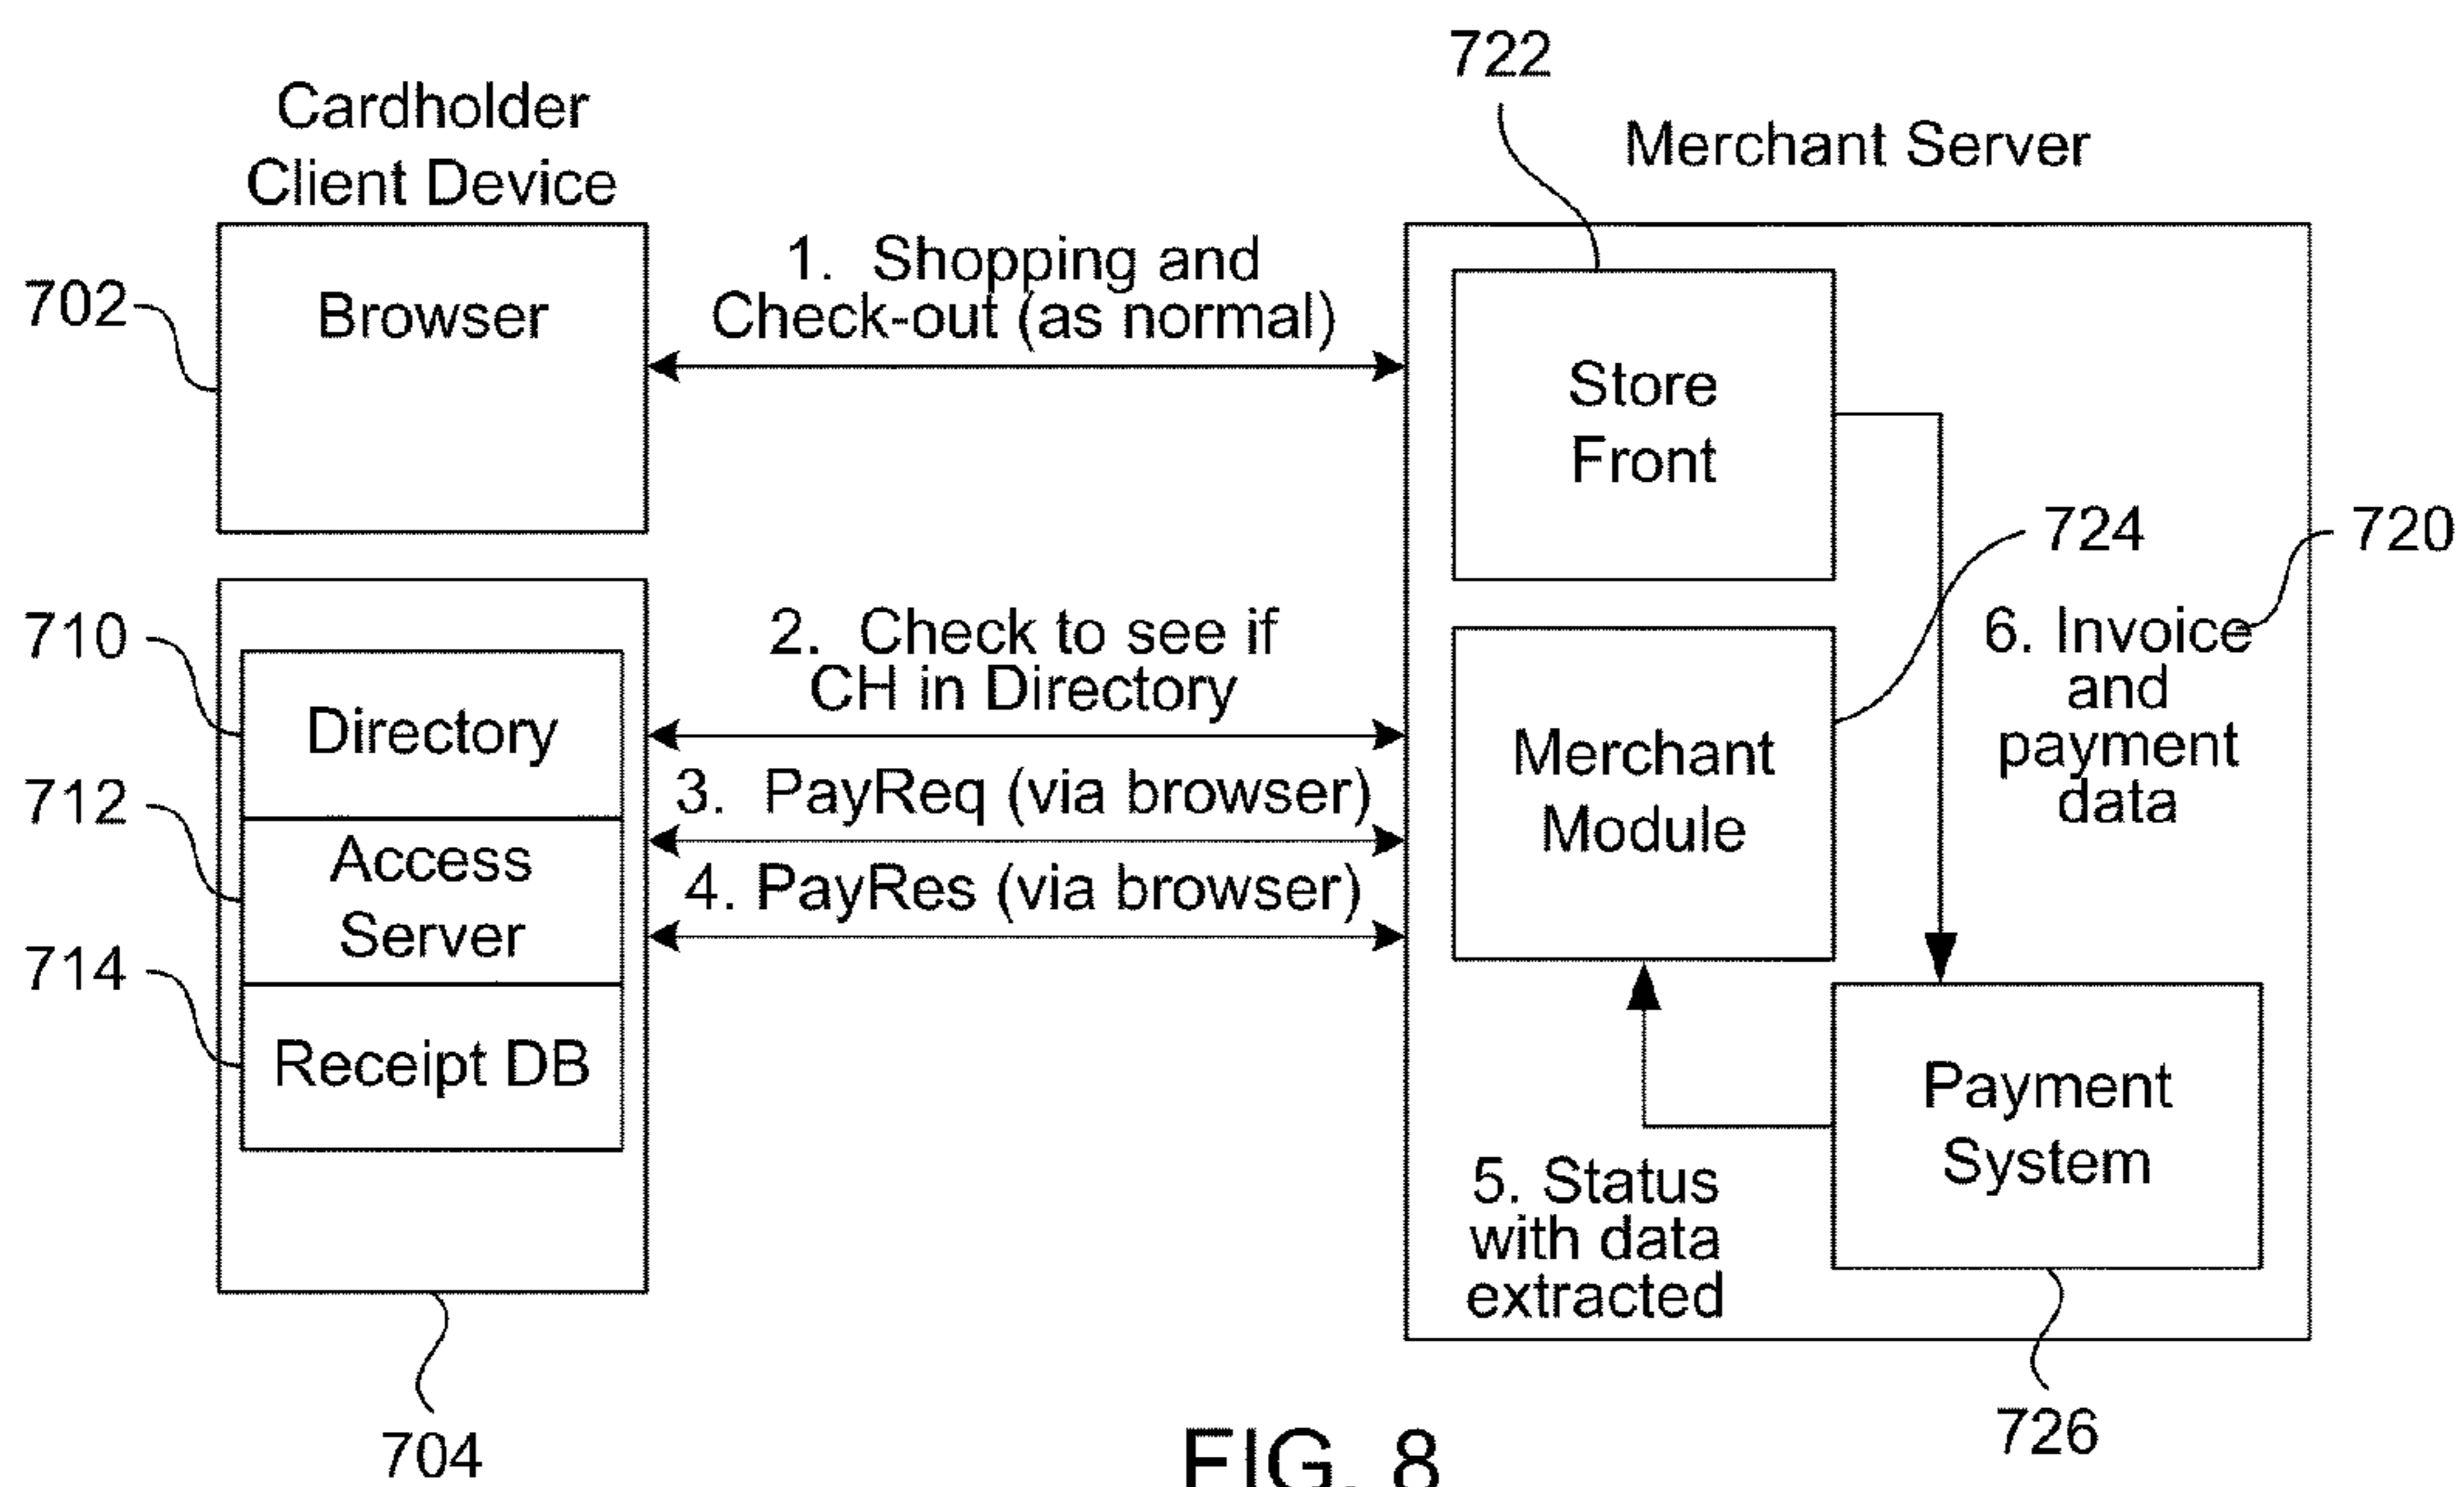 722
Cardholder
Client Device
Merchant Server
702
Browser
1. Shopping and
Check-out (as normal)
Store
Front
724
720
710
Directory
2. Check to see if
CH in Directory
6. Invoice
and
payment
data
Merchant
Module
712
Access
Server
3. PayReq (via browser)
4. PayRes (via browser)
714
Receipt DB
Payment
System
5. Status
with data
extracted
704
726
FIG. 8